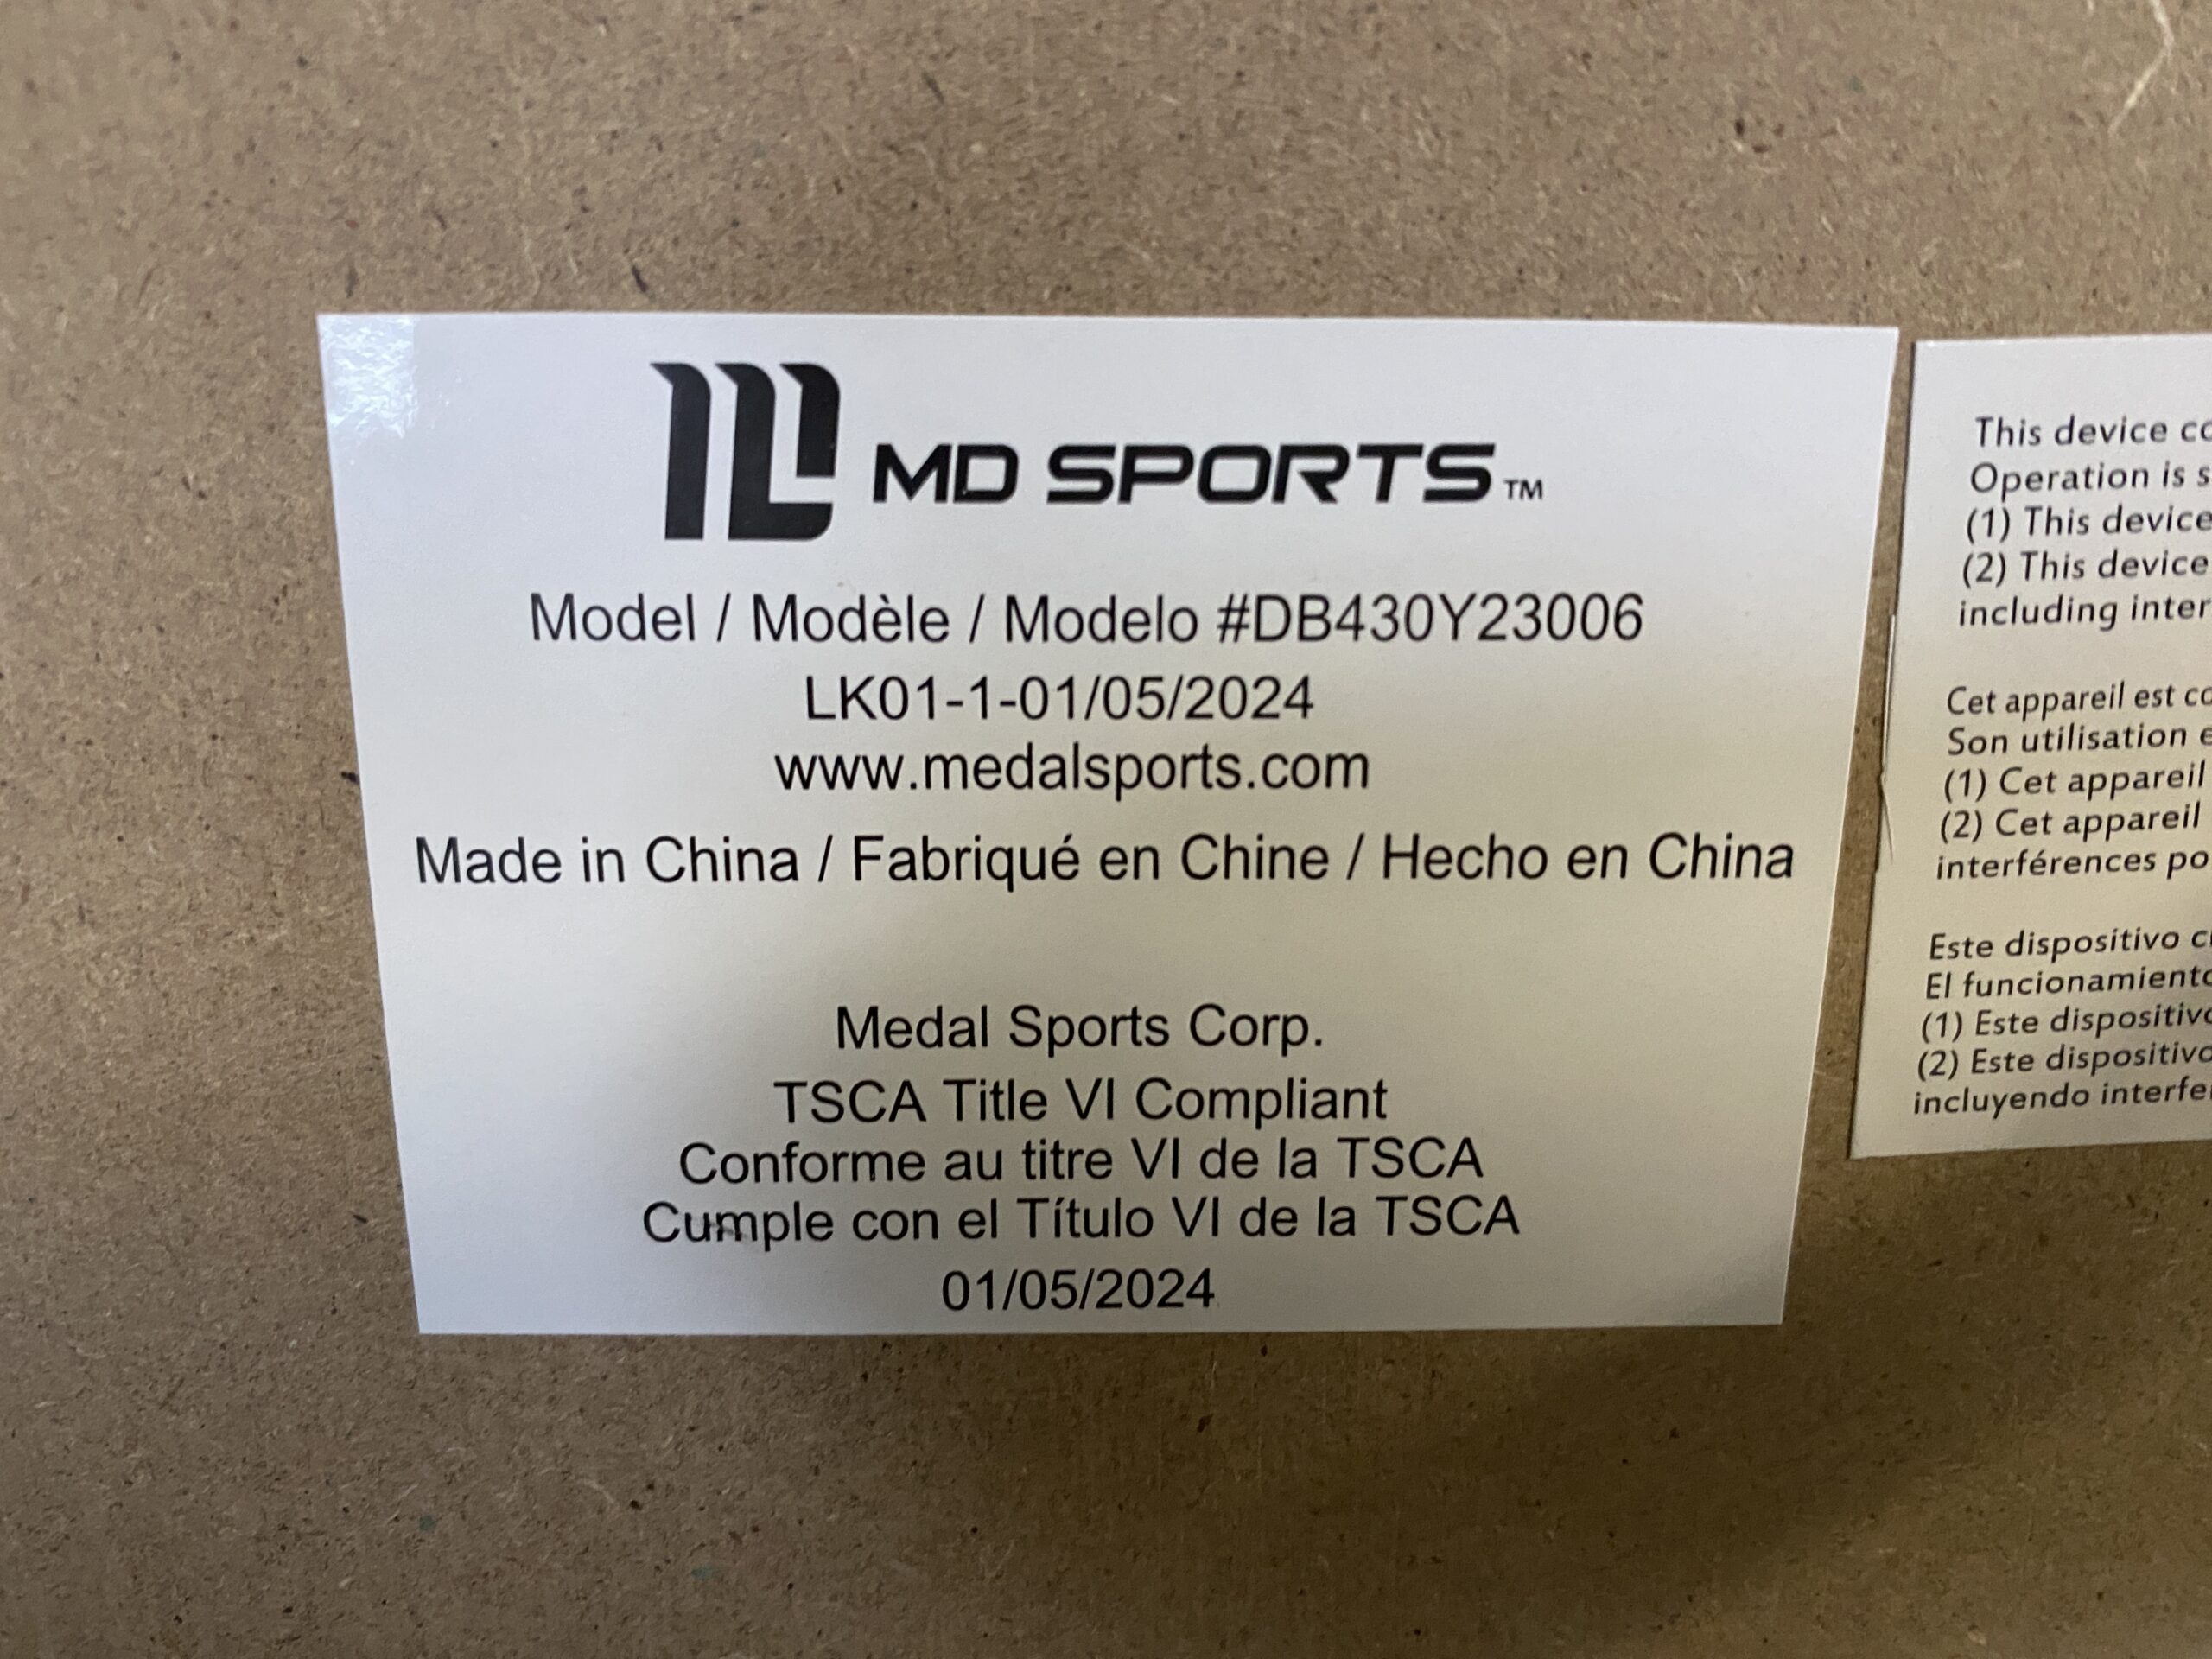 MD SPORTS™
Model / Modèle / Modelo #DB430Y23006
LK01-1-01/05/2024
www.medalsports.com
Made in China / Fabriqué en Chine / Hecho en China
Medal Sports Corp.
TSCA Title VI Compliant
Conforme au titre VI de la TSCA
Cumple con el Título VI de la TSCA
01/05/2024
This device
Operation is
(1) This device
(2) This device
including
Cet appareil est
Son utilisation
(1) Cet appareil
(2) Cet appareil
interférences
Este dispositivo
El funcionamiento
(1) Este dispositivo
(2) Este dispositivo
incluyendo